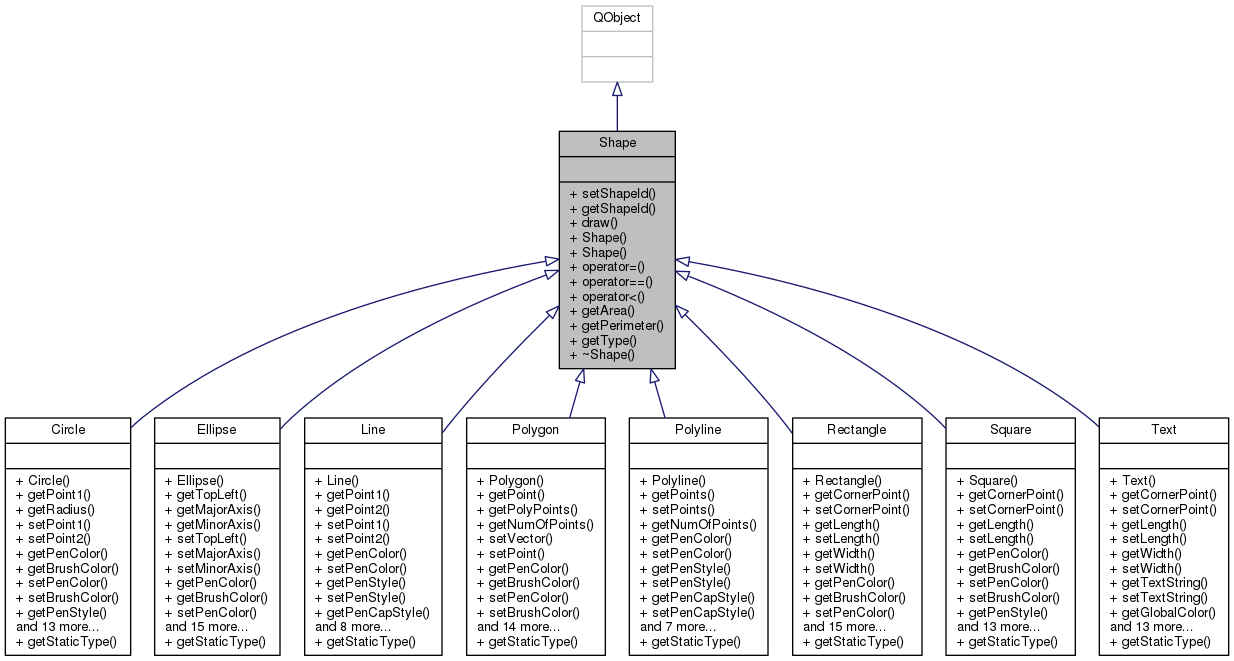 QObject
Shape
+ setShapeId()
+ getShapeId()
+ draw()
+ Shape()
+ Shape()
+ operator=()
+ operator==()
+ operator<()
+ getArea()
+ getPerimeter()
+ getType()
+ ~Shape()
Circle
+ Circle()
+ getPoint1()
+ getRadius()
+ setPoint1()
+ setPoint2()
+ getPenColor()
+ getBrushColor()
+ setPenColor()
+ setBrushColor()
+ getPenStyle()
and 13 more...
+ getStaticType()
Ellipse
+ Ellipse()
+ getTopLeft()
+ getMajorAxis()
+ getMinorAxis()
+ setTopLeft()
+ setMajorAxis()
+ setMinorAxis()
+ getPenColor()
+ getBrushColor()
+ setPenColor()
and 15 more...
+ getStaticType()
Line
+ Line()
+ getPoint1()
+ getPoint2()
+ setPoint1()
+ setPoint2()
+ getPenColor()
+ setPenColor()
+ getPenStyle()
+ setPenStyle()
+ getPenCapStyle()
and 8 more...
+ getStaticType()
Polygon
+ Polygon()
+ getPoint()
+ getPolyPoints()
+ getNumOfPoints()
+ setVector()
+ setPoint()
+ getPenColor()
+ getBrushColor()
+ setPenColor()
+ setBrushColor()
and 14 more...
+ getStaticType()
Polyline
+ Polyline()
+ getPoints()
+ setPoints()
+ getNumOfPoints()
+ getPenColor()
+ setPenColor()
+ getPenStyle()
+ setPenStyle()
+ getPenCapStyle()
+ setPenCapStyle()
and 7 more...
+ getStaticType()
Rectangle
+ Rectangle()
+ getCornerPoint()
+ setCornerPoint()
+ getLength()
+ setLength()
+ getWidth()
+ setWidth()
+ getPenColor()
+ getBrushColor()
+ setPenColor()
and 15 more...
+ getStaticType()
Square
+ Square()
+ getCornerPoint()
+ setCornerPoint()
+ getLength()
+ setLength()
+ getPenColor()
+ getBrushColor()
+ setPenColor()
+ setBrushColor()
+ getPenStyle()
and 13 more...
+ getStaticType()
Text
+ Text()
+ getCornerPoint()
+ setCornerPoint()
+ getLength()
+ setLength()
+ getWidth()
+ setWidth()
+ getTextString()
+ setTextString()
+ getGlobalColor()
and 13 more...
+ getStaticType()